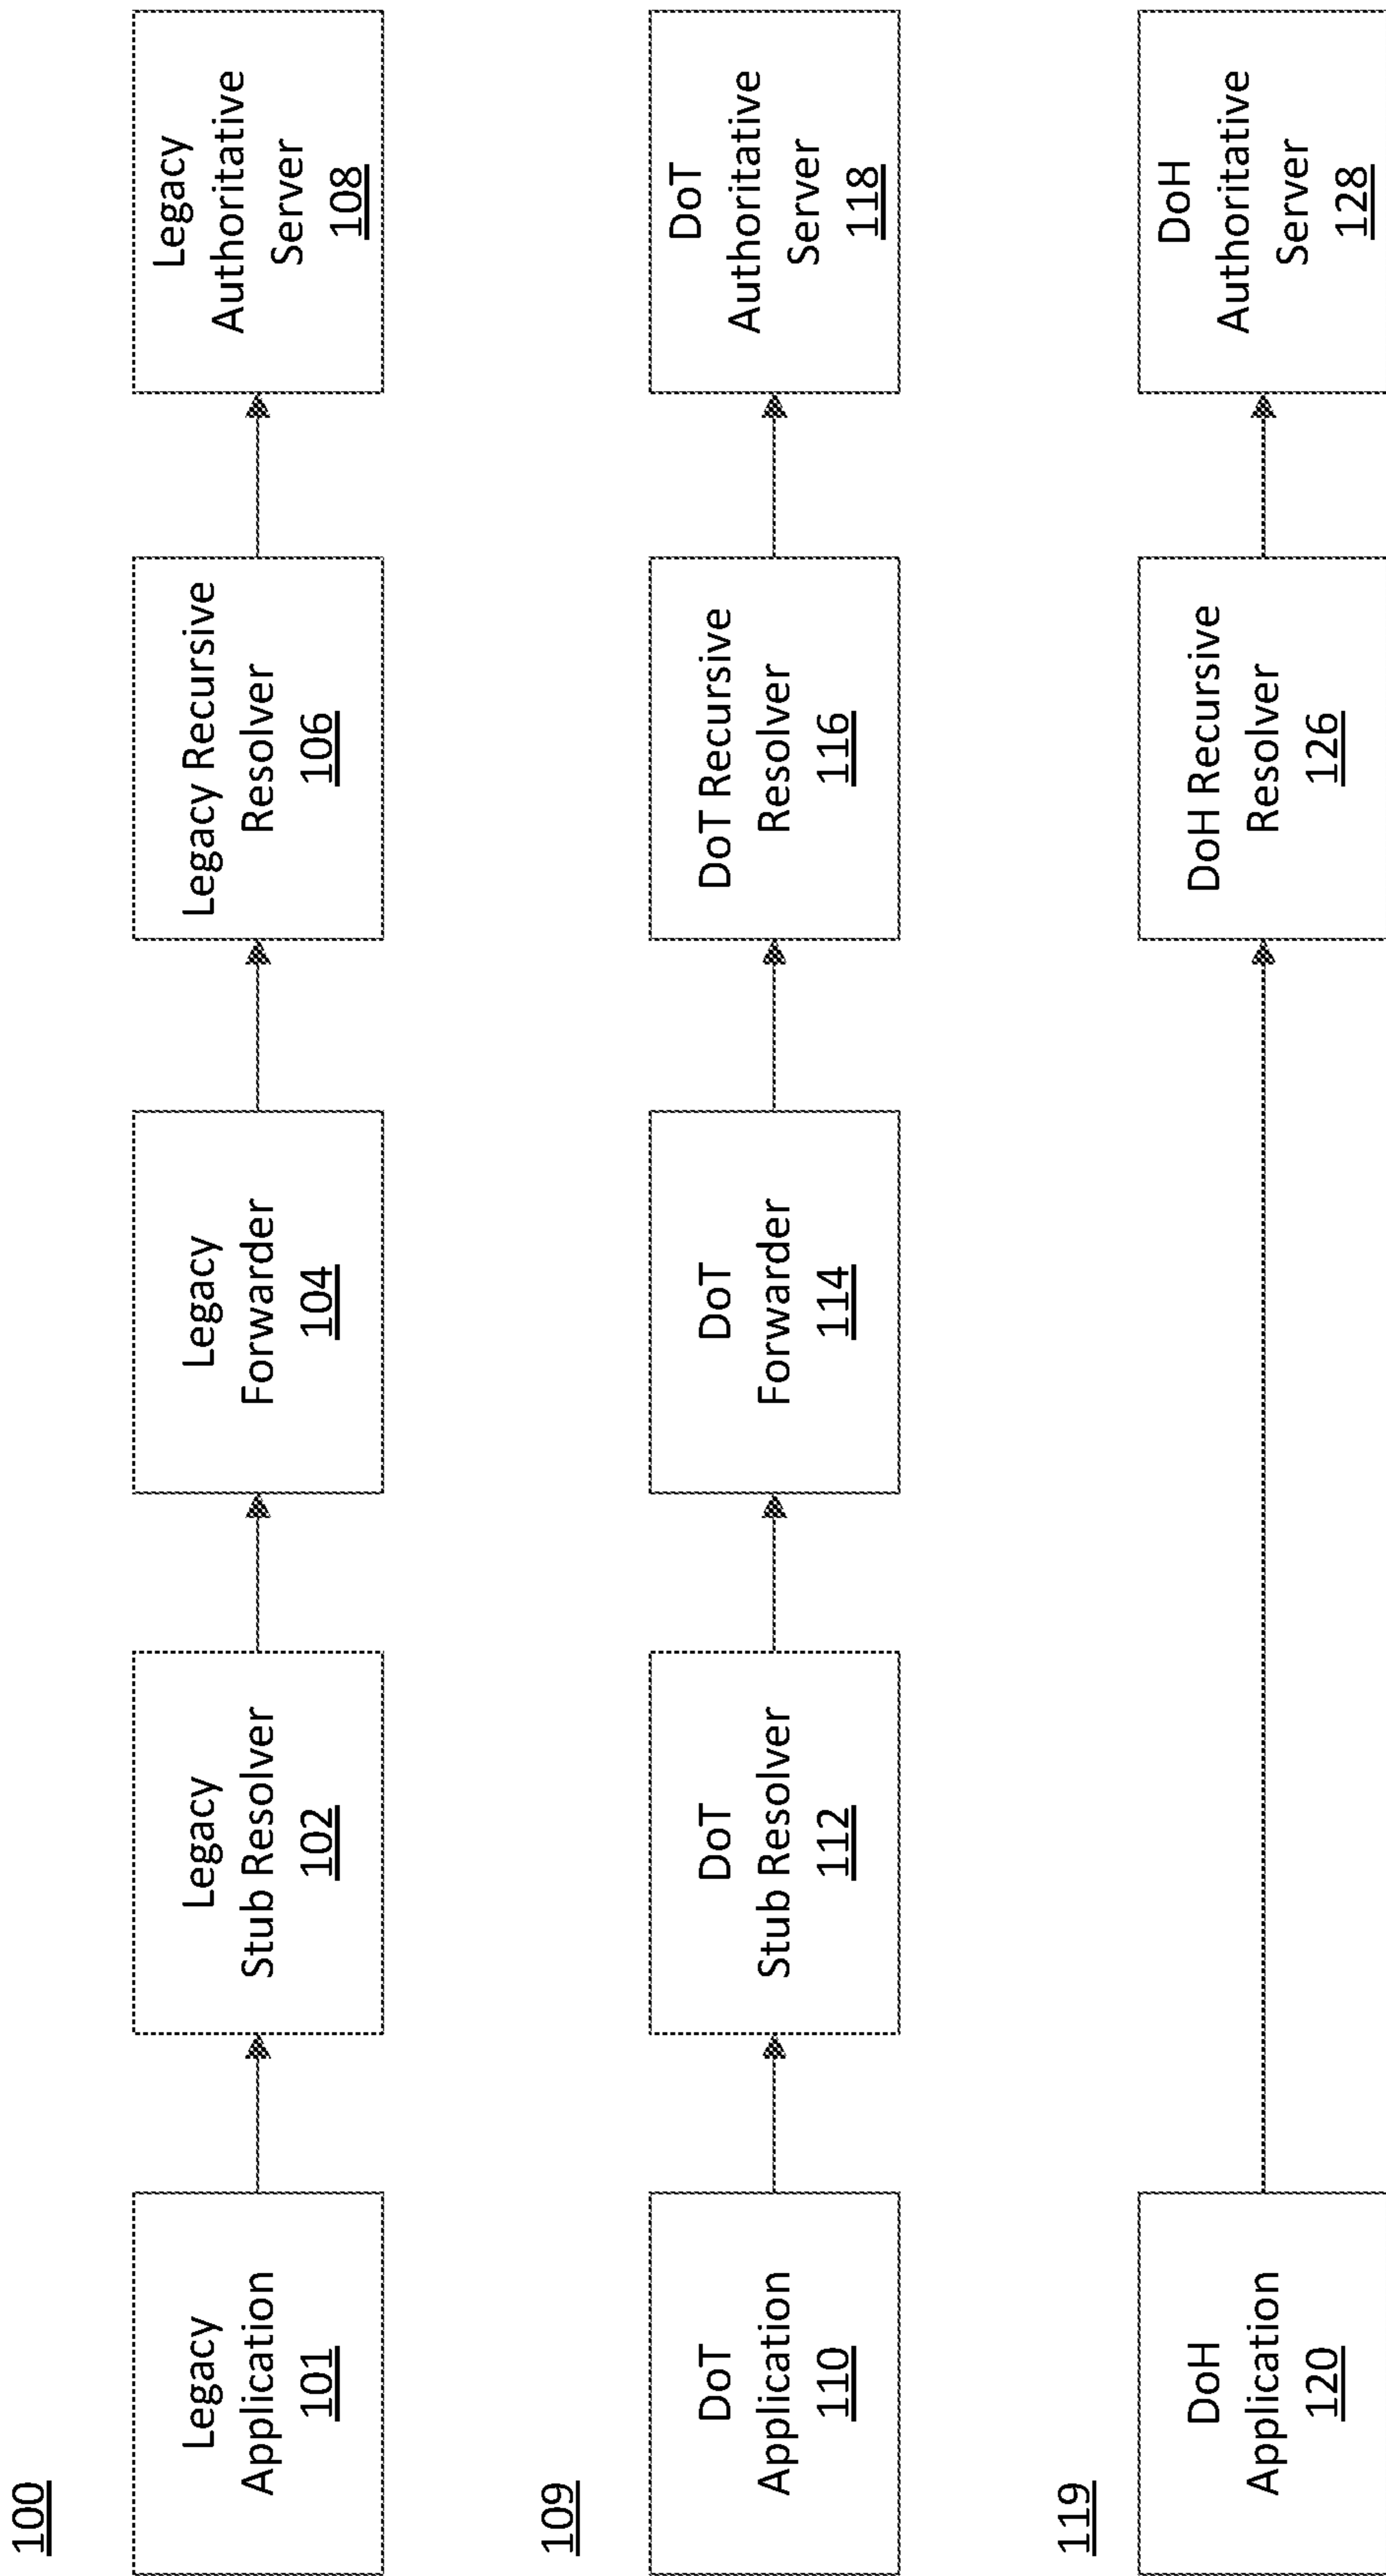 100
Legacy
Application
101
Legacy
Stub Resolver
102
Legacy
Forwarder
104
Legacy Recursive
Resolver
106
Legacy
Authoritative
Server
108
109
DoT
Application
110
DoT
Stub Resolver
112
DoT
Forwarder
114
DoT Recursive
Resolver
116
DoT
Authoritative
Server
118
119
DoH
Application
120
DoH Recursive
Resolver
126
DoH
Authoritative
Server
128